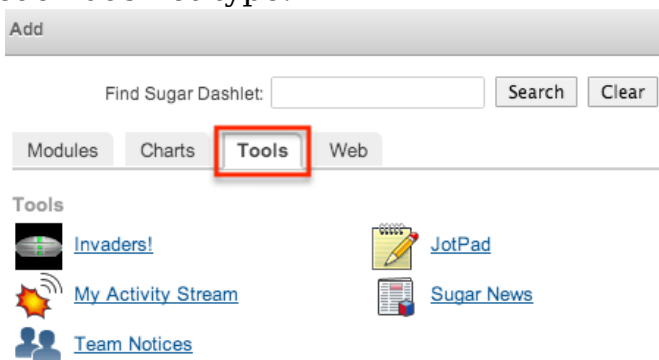 Add
Find Sugar Dashlet: Search Clear
Modules Charts Tools Web
Tools
Invaders! JotPad
My Activity Stream Sugar News
Team Notices